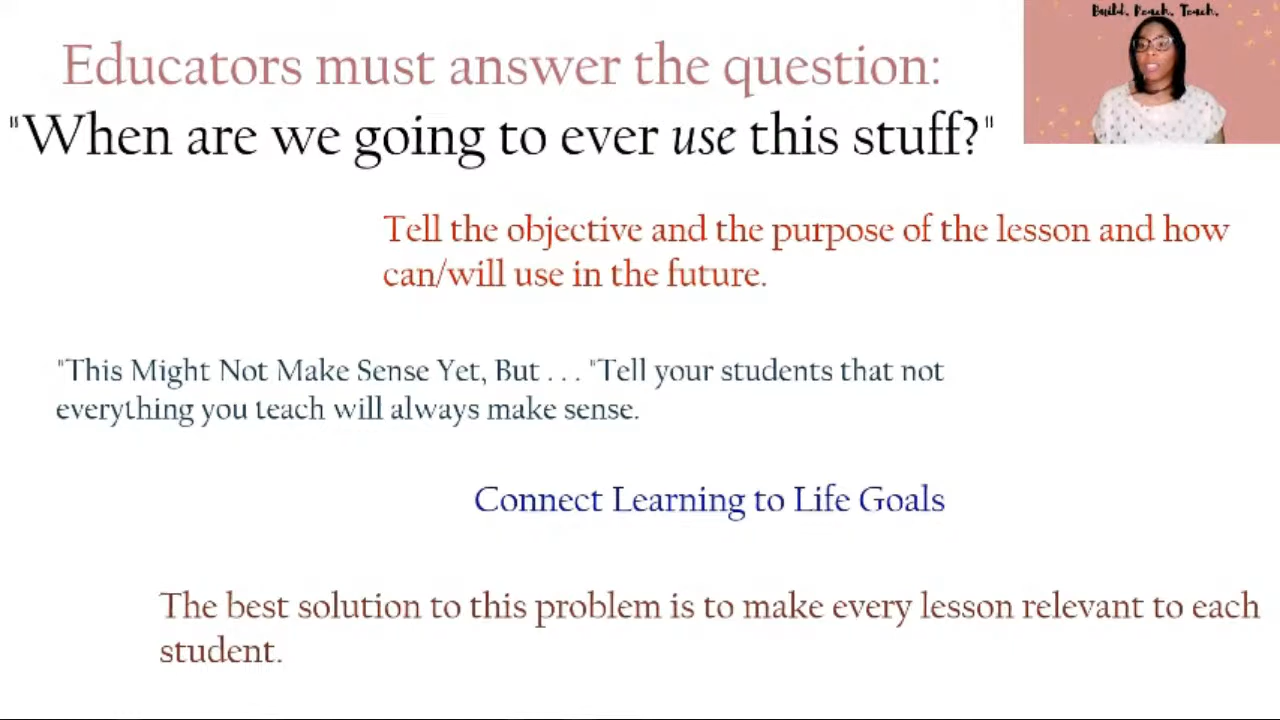 Build. Reach. Teach.
Educators must answer the question:
"When are we going to ever use this stuff?"
Tell the objective and the purpose of the lesson and how
can/will use in the future.
"This Might Not Make Sense Yet, But . . . "Tell your students that not
everything you teach will always make sense.
Connect Learning to Life Goals
The best solution to this problem is to make every lesson relevant to each
student.